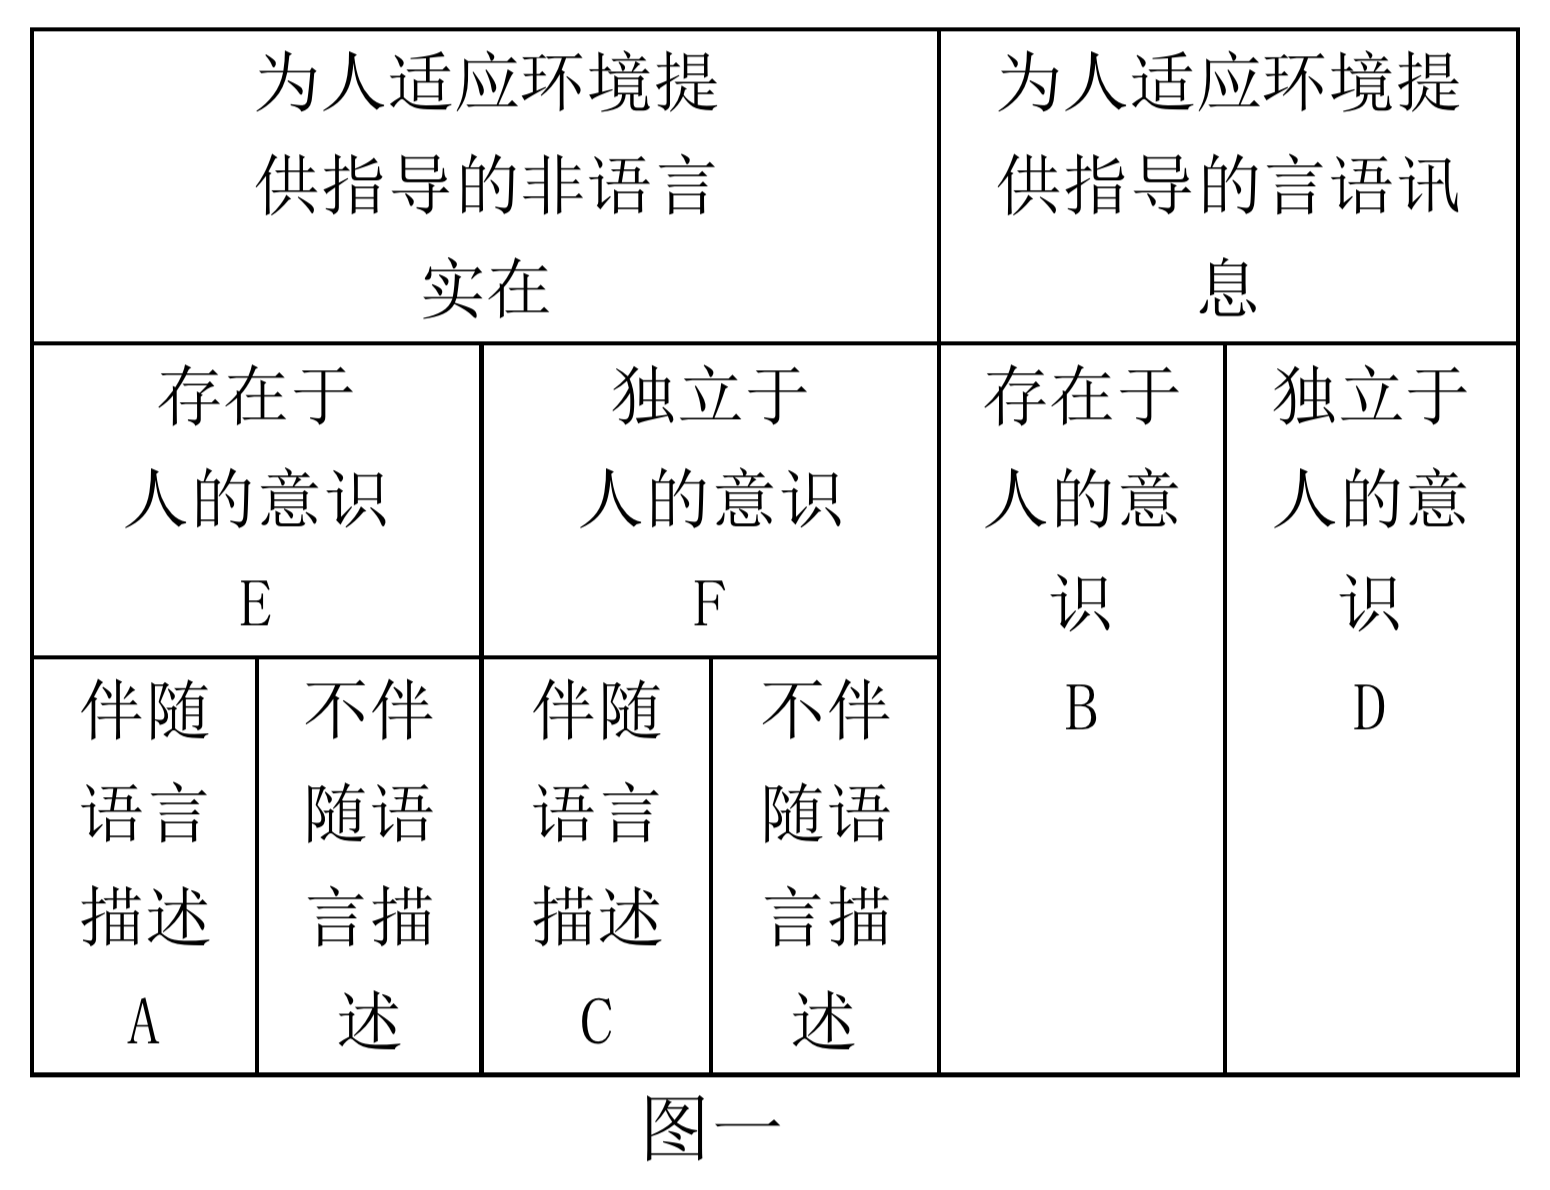 为人适应环境提
供指导的非语言
实在
为人适应环境提
供指导的言语讯
息
存在于
人的意识
E
独立于
人的意识
F
存在于
人的意
识
B
独立于
人的意
识
D
伴随
语言
描述
A
不伴
随语
言描
述
伴随
语言
描述
C
不伴
随语
言描
述
图一